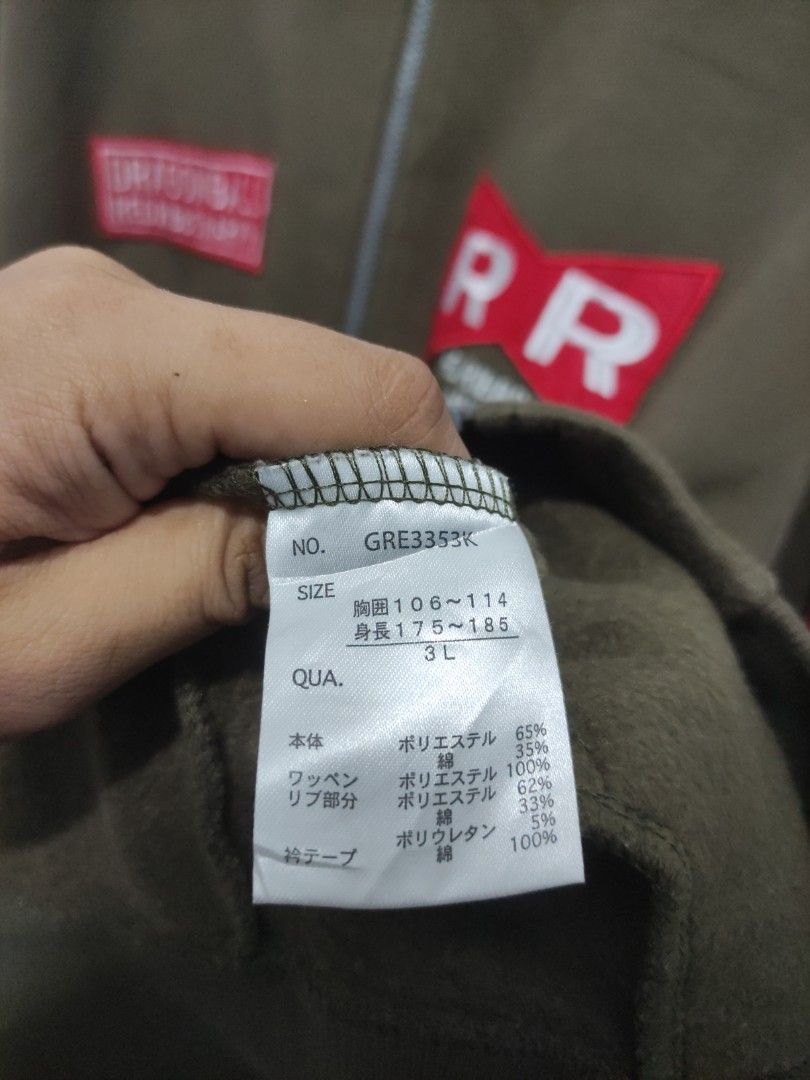 R R
NO. GRE3353K
SIZE
胸囲106〜114
身長175〜185
3L
QUA.
本体 ポリエステル 65%
綿 35%
ワッペン ポリエステル 100%
リブ部分 ポリエステル 62%
綿 33%
ポリウレタン 5%
衿テープ 綿 100%